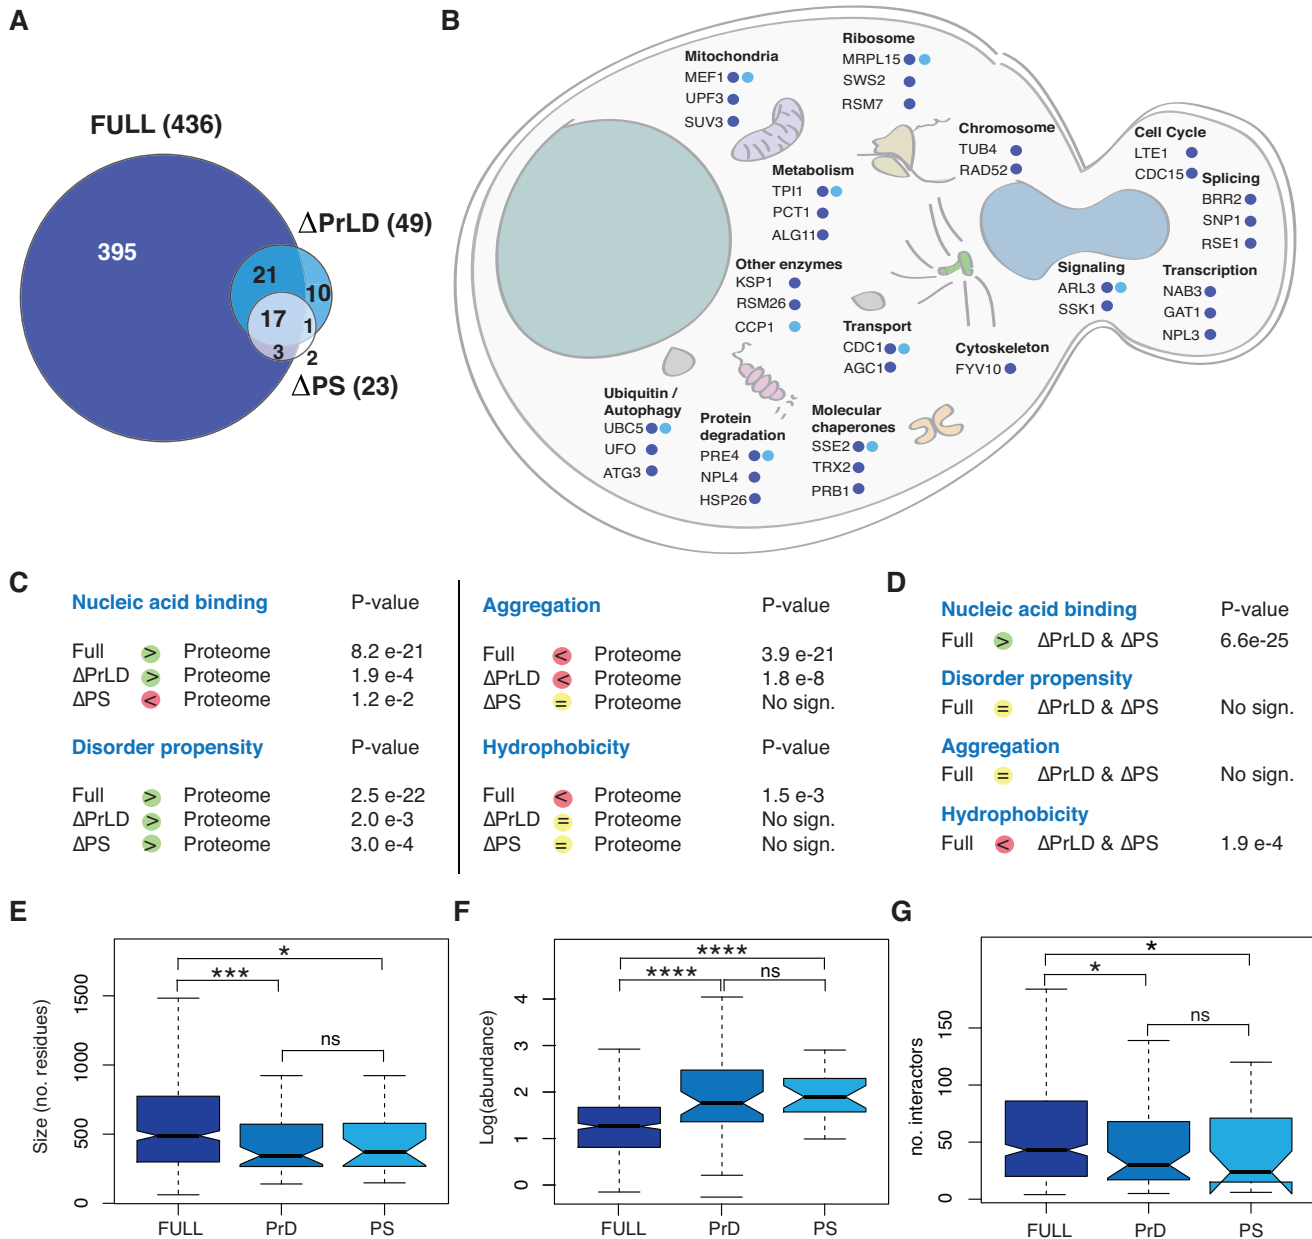 A
FULL (436)
ΔPrLD (49)
395
21
10
17
1
3
2
ΔPS (23)
B
Mitochondria
MEF1
UPF3
SUV3
Ribosome
MRPL15
SWS2
RSM7
Chromosome
TUB4
RAD52
Cell Cycle
LTE1
CDC15
Splicing
BRR2
SNP1
RSE1
Metabolism
TPI1
PCT1
ALG11
Other enzymes
KSP1
RSM26
CCP1
Signaling
ARL3
SSK1
Transcription
NAB3
GAT1
NPL3
Transport
CDC1
AGC1
Cytoskeleton
FYV10
Ubiquitin /
Autophagy
UBC5
UFO
ATG3
Protein
degradation
PRE4
NPL4
HSP26
Molecular
chaperones
SSE2
TRX2
PRB1
C
Nucleic acid binding P-value
Full > Proteome 8.2 e-21
ΔPrLD > Proteome 1.9 e-4
ΔPS < Proteome 1.2 e-2
Disorder propensity P-value
Full > Proteome 2.5 e-22
ΔPrLD > Proteome 2.0 e-3
ΔPS > Proteome 3.0 e-4
Aggregation P-value
Full < Proteome 3.9 e-21
ΔPrLD < Proteome 1.8 e-8
ΔPS = Proteome No sign.
Hydrophobicity P-value
Full < Proteome 1.5 e-3
ΔPrLD = Proteome No sign.
ΔPS = Proteome No sign.
D
Nucleic acid binding P-value
Full > ΔPrLD & ΔPS 6.6e-25
Disorder propensity
Full = ΔPrLD & ΔPS No sign.
Aggregation
Full = ΔPrLD & ΔPS No sign.
Hydrophobicity
Full < ΔPrLD & ΔPS 1.9 e-4
E
Size (no. residues)
1500
1000
500
0
*
***
ns
FULL PrD PS
F
Log(abundance)
4
3
2
1
0
****
**** ns
FULL PrD PS
G
no. interactors
150
100
50
0
*
*
ns
FULL PrD PS